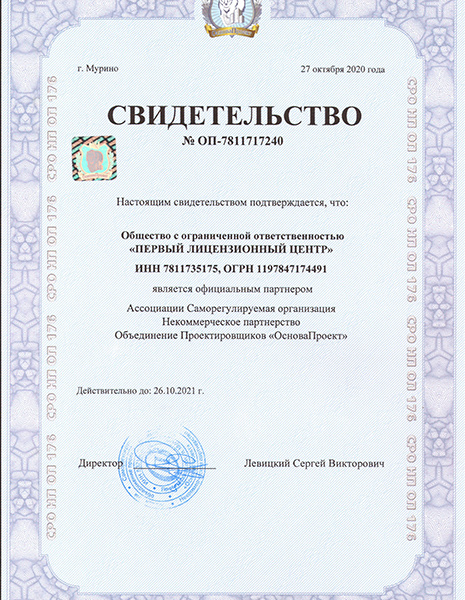 г. Мурино
27 октября 2020 года
СВИДЕТЕЛЬСТВО
№ ОП-7811717240
Настоящим свидетельством подтверждается, что:
Общество с ограниченной ответственностью
«ПЕРВЫЙ ЛИЦЕНЗИОННЫЙ ЦЕНТР»
ИНН 7811735175, ОГРН 1197847174491
является официальным партнером
Ассоциации Саморегулируемая организация
Некоммерческое партнерство
Объединение Проектировщиков «ОсноваПроект»
Действительно до: 26.10.2021 г.
Директор
Левицкий Сергей Викторович
СРО НП ОП 176 СРО НП ОП 176 СРО НП ОП 176 СРО НП ОП 176
СРО НП ОП 176 СРО НП ОП 176 СРО НП ОП 176 СРО НП ОП 176